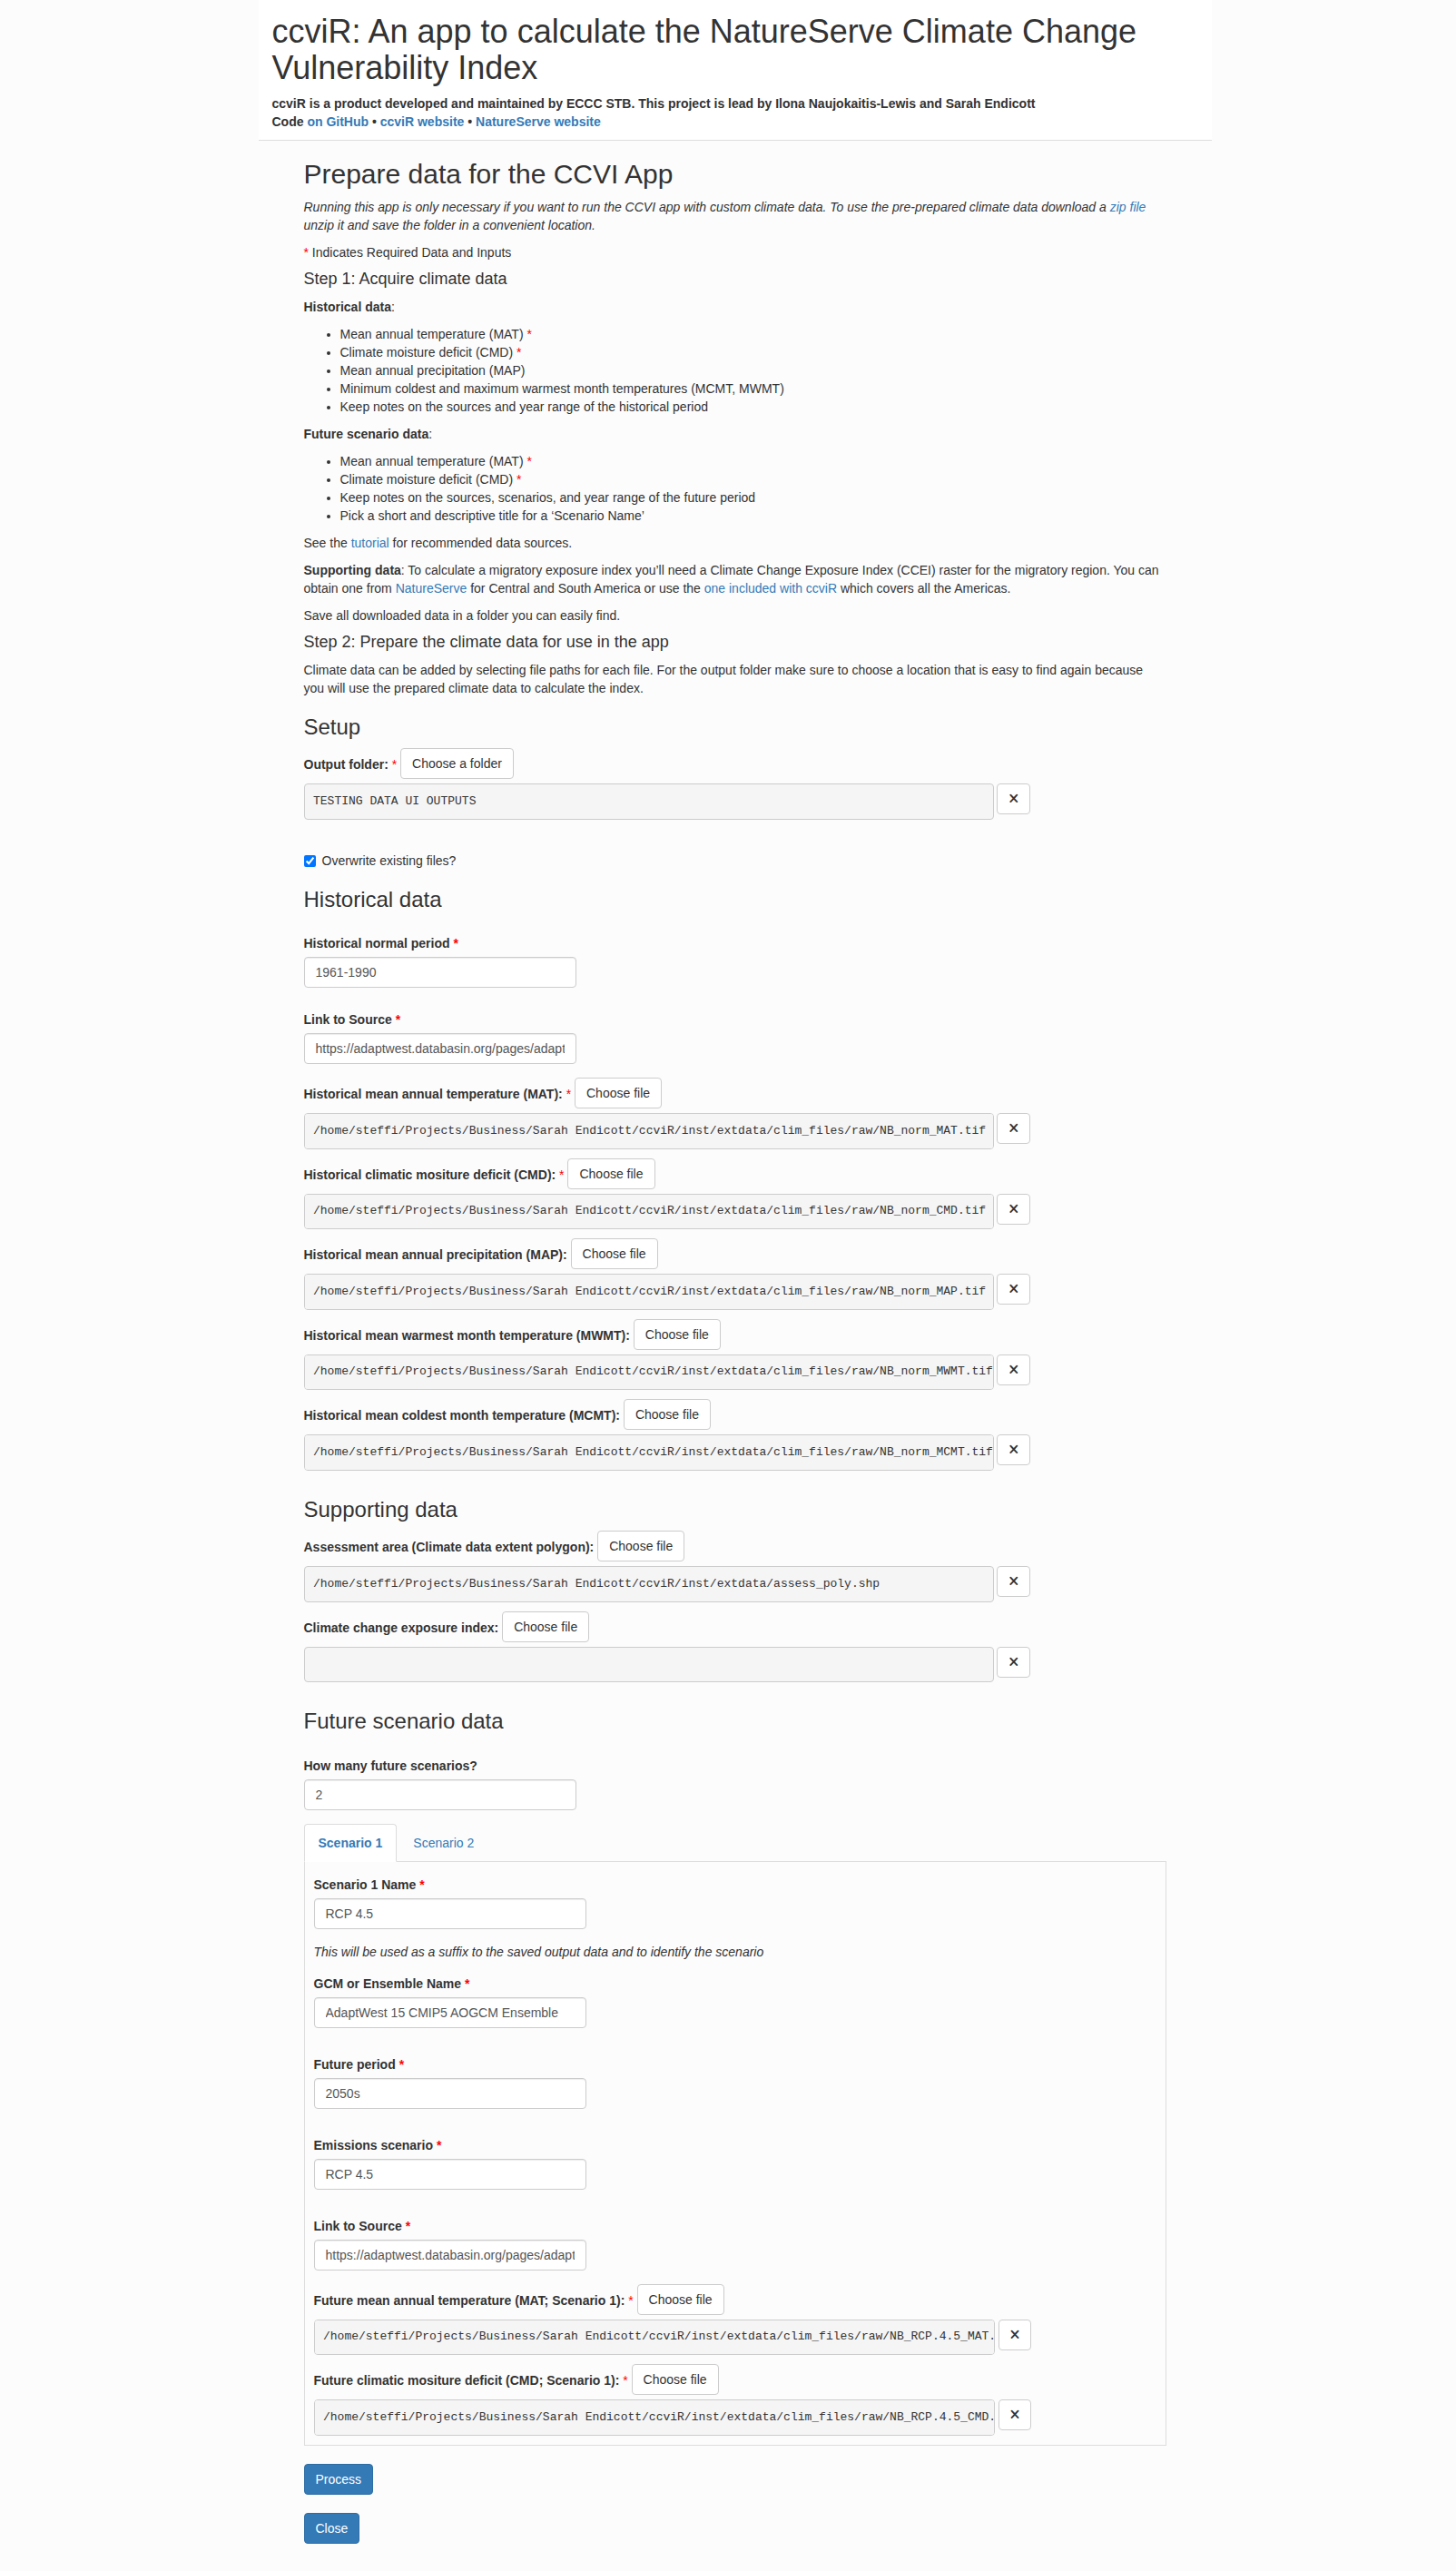 ccviR: An app to calculate the NatureServe Climate Change
Vulnerability Index
ccviR is a product developed and maintained by ECCC STB. This project is lead by Ilona Naujokaitis-Lewis and Sarah Endicott
Code on GitHub • ccviR website • NatureServe website
Prepare data for the CCVI App
Running this app is only necessary if you want to run the CCVI app with custom climate data. To use the pre-prepared climate data download a zip file
unzip it and save the folder in a convenient location.
* Indicates Required Data and Inputs
Step 1: Acquire climate data
Historical data:
• Mean annual temperature (MAT) *
• Climate moisture deficit (CMD) *
• Mean annual precipitation (MAP)
• Minimum coldest and maximum warmest month temperatures (MCMT, MWMT)
• Keep notes on the sources and year range of the historical period
Future scenario data:
• Mean annual temperature (MAT) *
• Climate moisture deficit (CMD) *
• Keep notes on the sources, scenarios, and year range of the future period
• Pick a short and descriptive title for a ‘Scenario Name’
See the tutorial for recommended data sources.
Supporting data: To calculate a migratory exposure index you’ll need a Climate Change Exposure Index (CCEI) raster for the migratory region. You can
obtain one from NatureServe for Central and South America or use the one included with ccviR which covers all the Americas.
Save all downloaded data in a folder you can easily find.
Step 2: Prepare the climate data for use in the app
Climate data can be added by selecting file paths for each file. For the output folder make sure to choose a location that is easy to find again because
you will use the prepared climate data to calculate the index.
Setup
Output folder: * Choose a folder
TESTING DATA UI OUTPUTS ×
Overwrite existing files?
Historical data
Historical normal period *
1961-1990
Link to Source *
https://adaptwest.databasin.org/pages/adapt
Historical mean annual temperature (MAT): * Choose file
/home/steffi/Projects/Business/Sarah Endicott/ccviR/inst/extdata/clim_files/raw/NB_norm_MAT.tif ×
Historical climatic mositure deficit (CMD): * Choose file
/home/steffi/Projects/Business/Sarah Endicott/ccviR/inst/extdata/clim_files/raw/NB_norm_CMD.tif ×
Historical mean annual precipitation (MAP): Choose file
/home/steffi/Projects/Business/Sarah Endicott/ccviR/inst/extdata/clim_files/raw/NB_norm_MAP.tif ×
Historical mean warmest month temperature (MWMT): Choose file
/home/steffi/Projects/Business/Sarah Endicott/ccviR/inst/extdata/clim_files/raw/NB_norm_MWMT.tif ×
Historical mean coldest month temperature (MCMT): Choose file
/home/steffi/Projects/Business/Sarah Endicott/ccviR/inst/extdata/clim_files/raw/NB_norm_MCMT.tif ×
Supporting data
Assessment area (Climate data extent polygon): Choose file
/home/steffi/Projects/Business/Sarah Endicott/ccviR/inst/extdata/assess_poly.shp ×
Climate change exposure index: Choose file
×
Future scenario data
How many future scenarios?
2
Scenario 1 Scenario 2
Scenario 1 Name *
RCP 4.5
This will be used as a suffix to the saved output data and to identify the scenario
GCM or Ensemble Name *
AdaptWest 15 CMIP5 AOGCM Ensemble
Future period *
2050s
Emissions scenario *
RCP 4.5
Link to Source *
https://adaptwest.databasin.org/pages/adapt
Future mean annual temperature (MAT; Scenario 1): * Choose file
/home/steffi/Projects/Business/Sarah Endicott/ccviR/inst/extdata/clim_files/raw/NB_RCP.4.5_MAT. ×
Future climatic mositure deficit (CMD; Scenario 1): * Choose file
/home/steffi/Projects/Business/Sarah Endicott/ccviR/inst/extdata/clim_files/raw/NB_RCP.4.5_CMD. ×
Process
Close